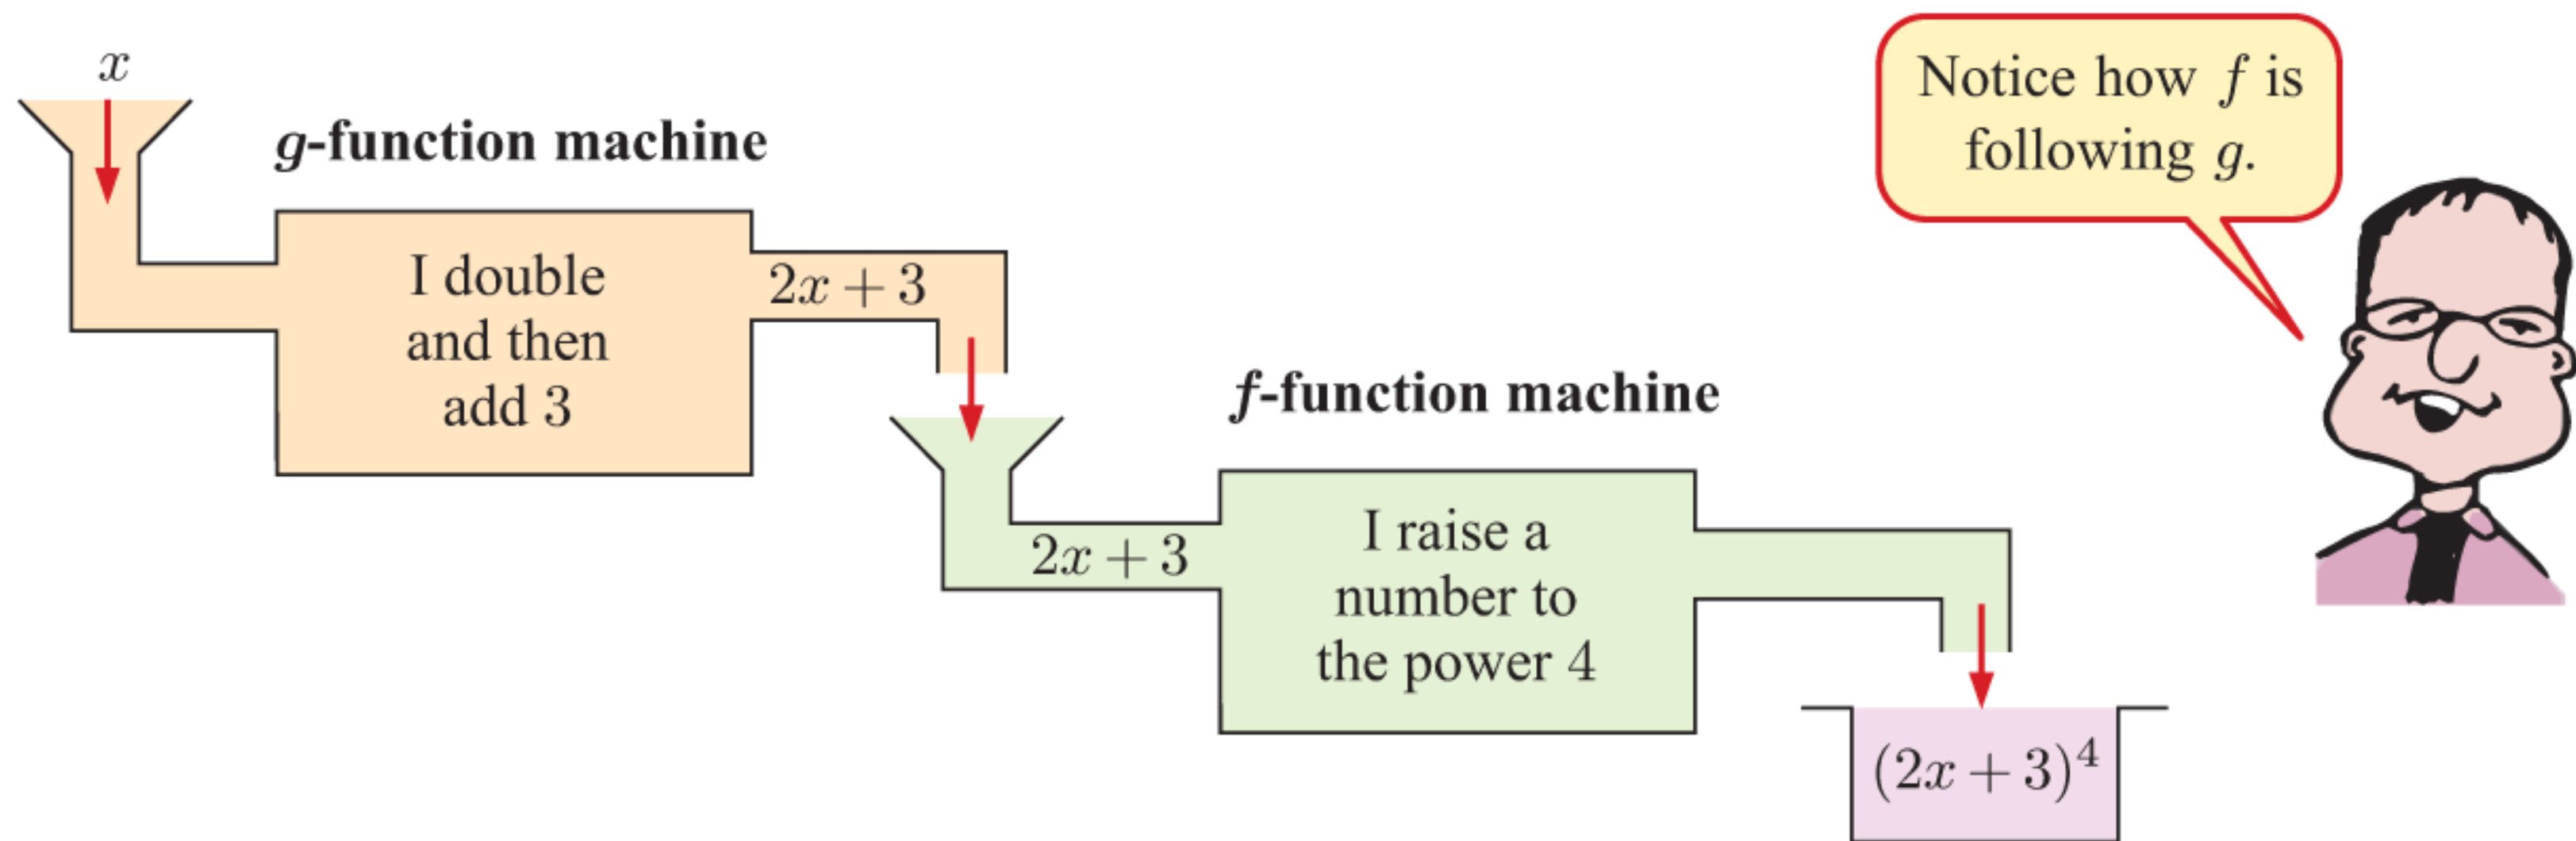 x
g-function machine
I double
and then
add 3
2x + 3
Notice how f is
following g.
f-function machine
2x + 3
I raise a
number to
the power 4
(2x + 3)⁴